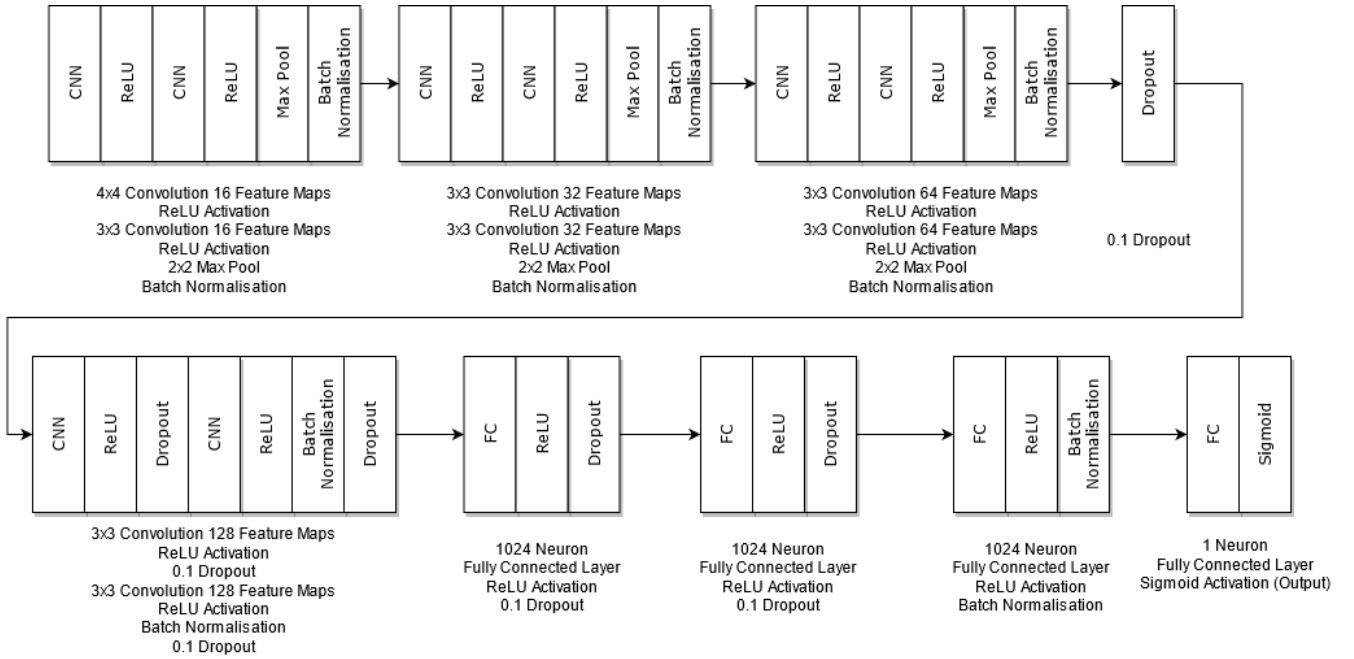 CNN
ReLU
CNN
ReLU
Max Pool
Batch
Normalisation
CNN
ReLU
CNN
ReLU
Max Pool
Batch
Normalisation
CNN
ReLU
CNN
ReLU
Max Pool
Batch
Normalisation
Dropout
4x4 Convolution 16 Feature Maps
ReLU Activation
3x3 Convolution 16 Feature Maps
ReLU Activation
2x2 Max Pool
Batch Normalisation
3x3 Convolution 32 Feature Maps
ReLU Activation
3x3 Convolution 32 Feature Maps
ReLU Activation
2x2 Max Pool
Batch Normalisation
3x3 Convolution 64 Feature Maps
ReLU Activation
3x3 Convolution 64 Feature Maps
ReLU Activation
2x2 Max Pool
Batch Normalisation
0.1 Dropout
CNN
ReLU
Dropout
CNN
ReLU
Batch
Normalisation
Dropout
FC
ReLU
Dropout
FC
ReLU
Dropout
FC
ReLU
Batch
Normalisation
FC
Sigmoid
3x3 Convolution 128 Feature Maps
ReLU Activation
0.1 Dropout
3x3 Convolution 128 Feature Maps
ReLU Activation
Batch Normalisation
0.1 Dropout
1024 Neuron
Fully Connected Layer
ReLU Activation
0.1 Dropout
1024 Neuron
Fully Connected Layer
ReLU Activation
0.1 Dropout
1024 Neuron
Fully Connected Layer
ReLU Activation
Batch Normalisation
1 Neuron
Fully Connected Layer
Sigmoid Activation (Output)